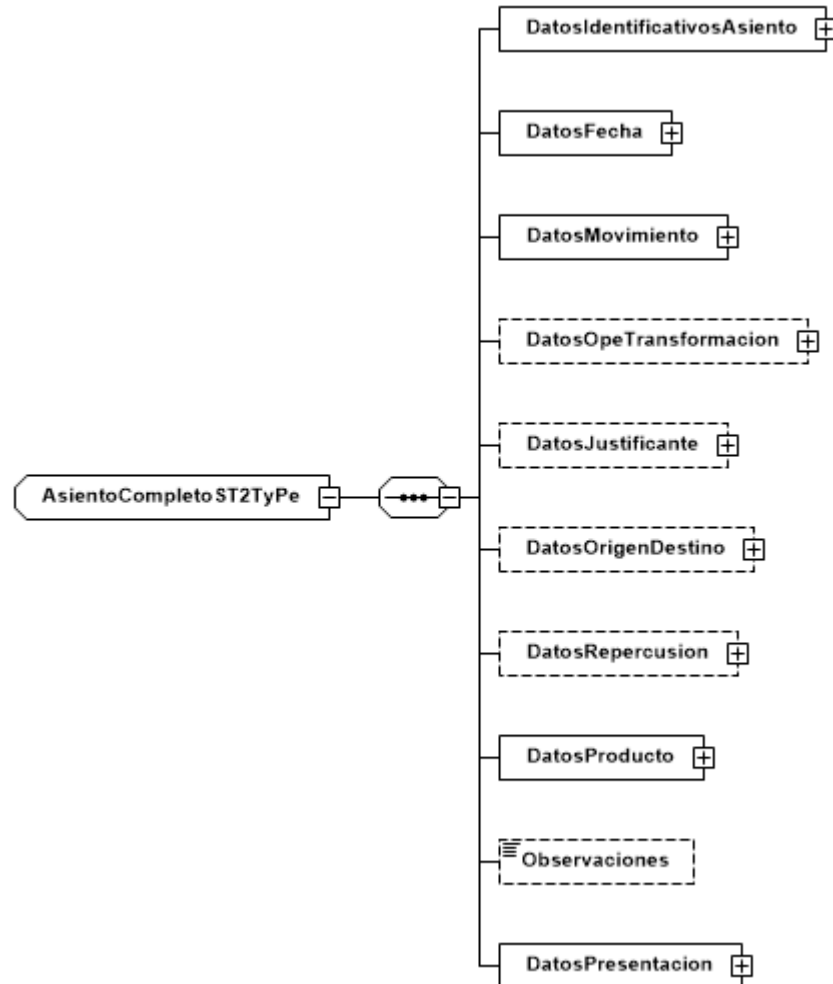 DatosIdentificativosAsiento
DatosFecha
DatosMovimiento
DatosOpeTransformacion
DatosJustificante
AsientoCompletoST2TyPe
DatosOrigenDestino
DatosRepercusion
DatosProducto
Observaciones
DatosPresentacion